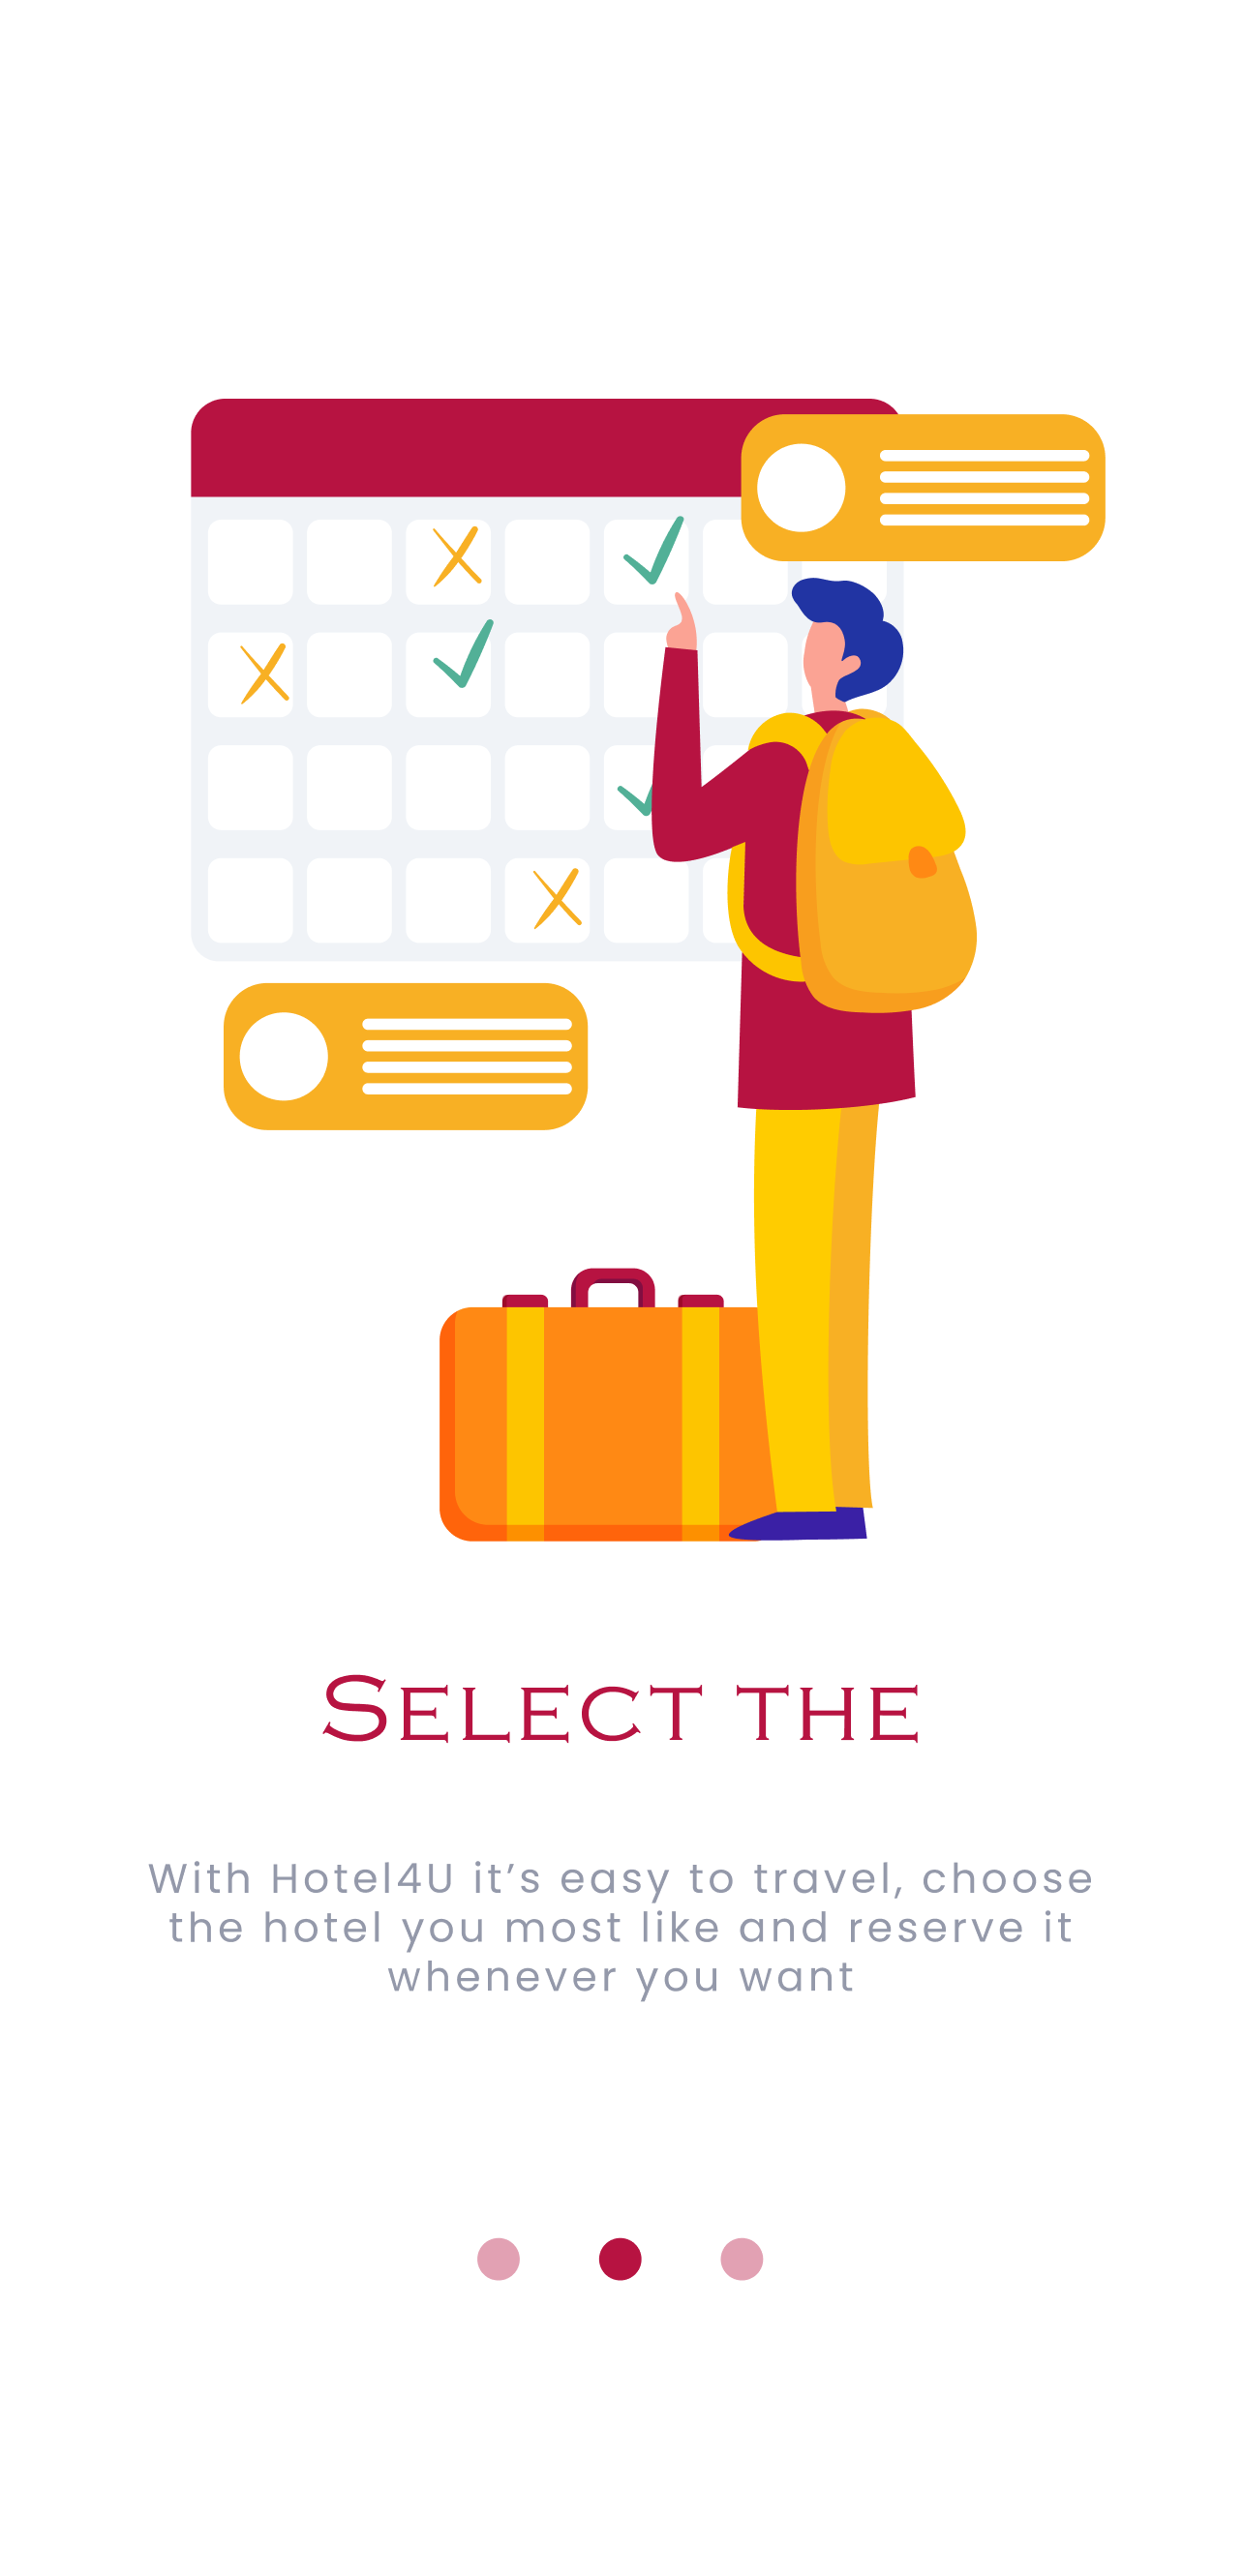 Select the
With Hotel4U it’s easy to travel, choose
the hotel you most like and reserve it
whenever you want